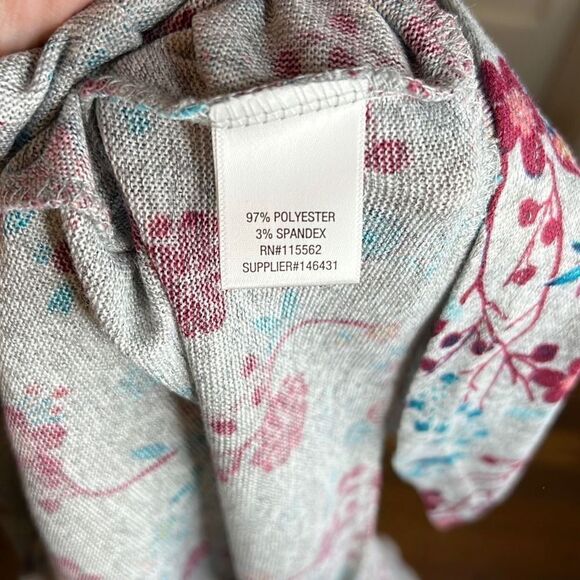 97% POLYESTER
3% SPANDEX
RN#115562
SUPPLIER#146431